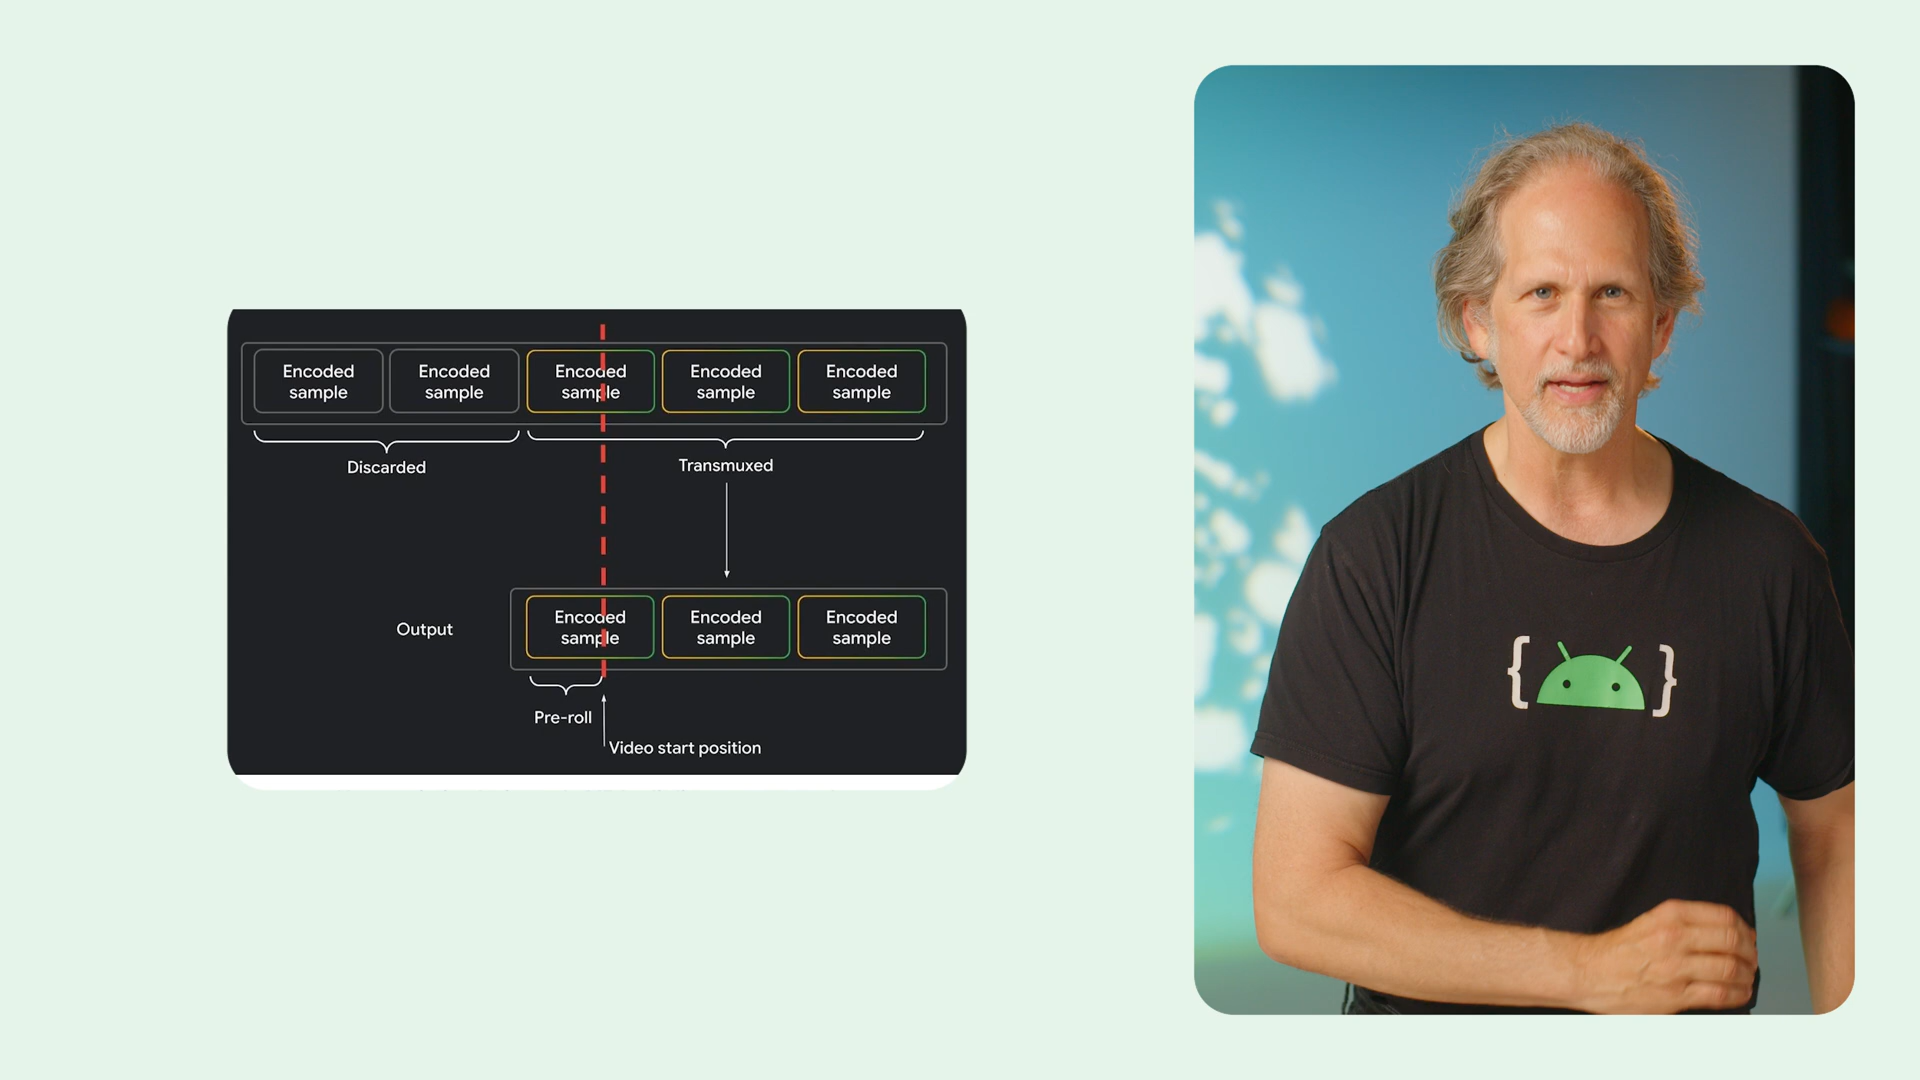 Encoded
sample
Encoded
sample
Encoded
sample
Encoded
sample
Encoded
sample
Discarded
Transmuxed
Output
Encoded
sample
Encoded
sample
Encoded
sample
Pre-roll
Video start position
{ }